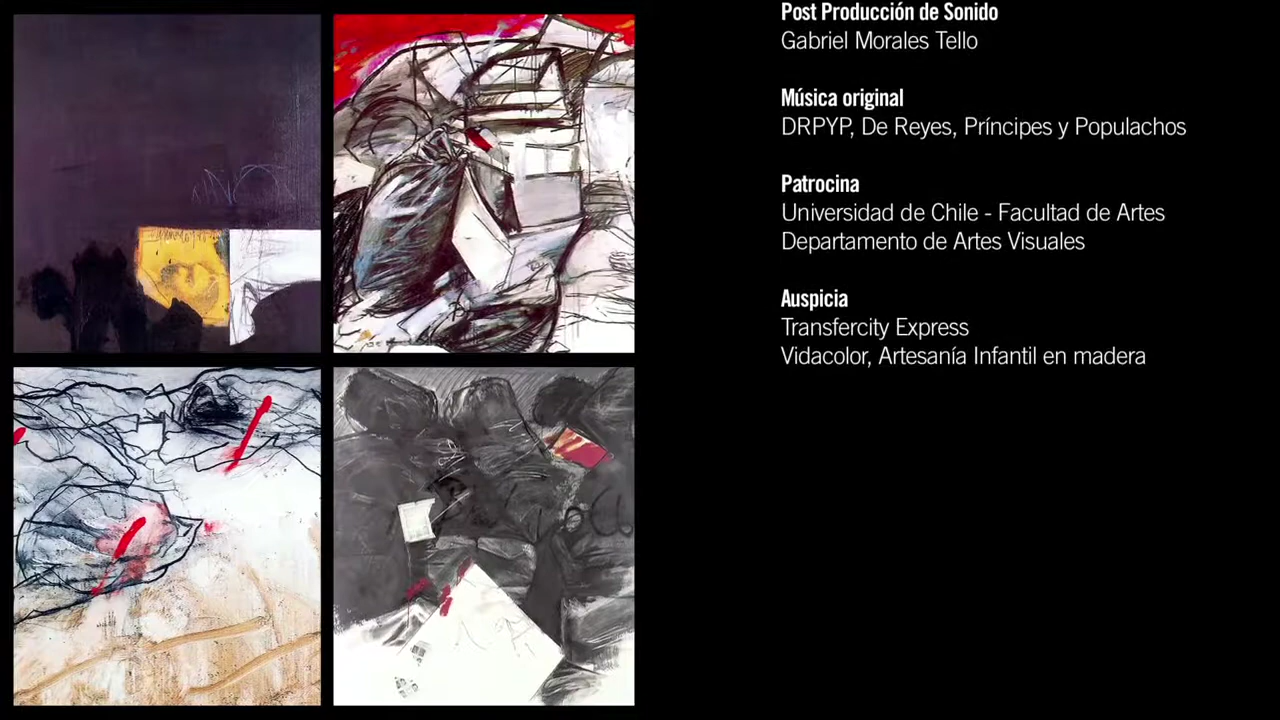 Post Producción de Sonido
Gabriel Morales Tello
Música original
DRPYP, De Reyes, Príncipes y Populachos
Patrocina
Universidad de Chile - Facultad de Artes
Departamento de Artes Visuales
Auspicia
Transfercity Express
Vidacolor, Artesanía Infantil en madera